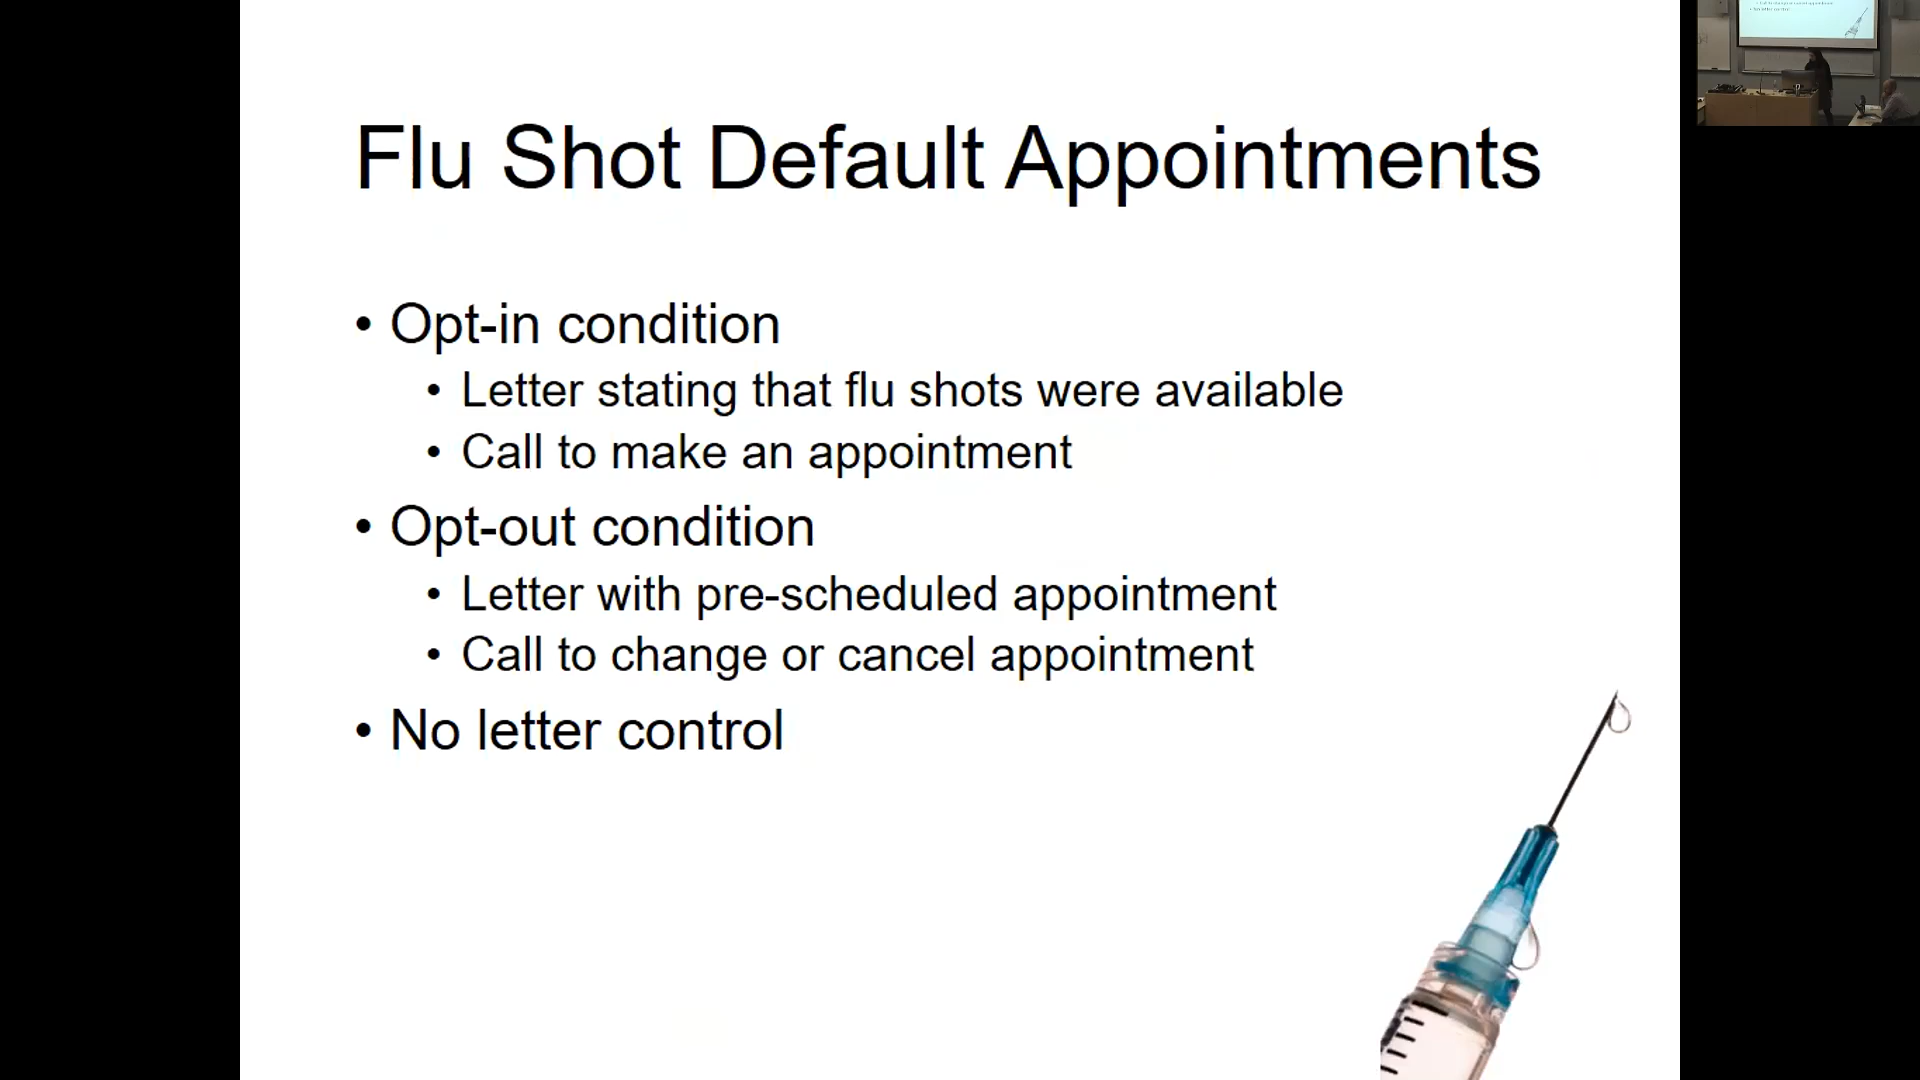 Flu Shot Default Appointments
• Opt-in condition
• Letter stating that flu shots were available
• Call to make an appointment
• Opt-out condition
• Letter with pre-scheduled appointment
• Call to change or cancel appointment
• No letter control